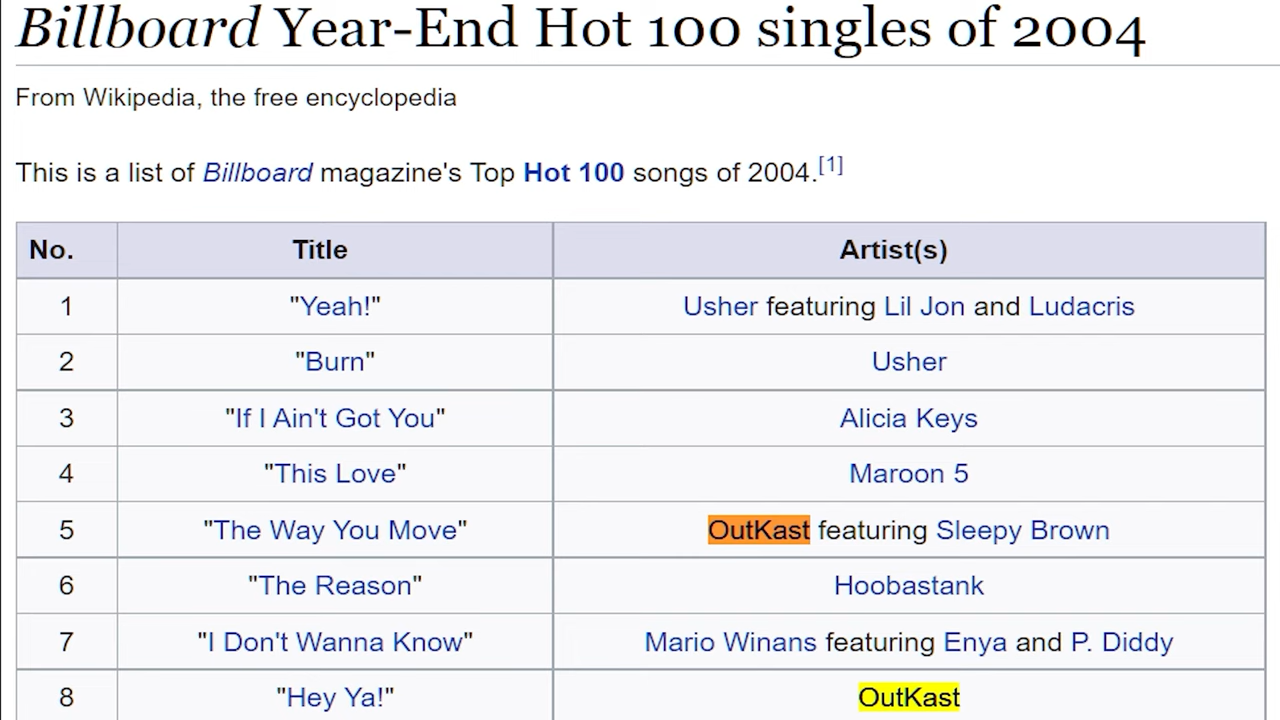 Billboard Year-End Hot 100 singles of 2004
From Wikipedia, the free encyclopedia
This is a list of Billboard magazine's Top Hot 100 songs of 2004.[1]
No. Title Artist(s)
1 "Yeah!" Usher featuring Lil Jon and Ludacris
2 "Burn" Usher
3 "If I Ain't Got You" Alicia Keys
4 "This Love" Maroon 5
5 "The Way You Move" OutKast featuring Sleepy Brown
6 "The Reason" Hoobastank
7 "I Don't Wanna Know" Mario Winans featuring Enya and P. Diddy
8 "Hey Ya!" OutKast